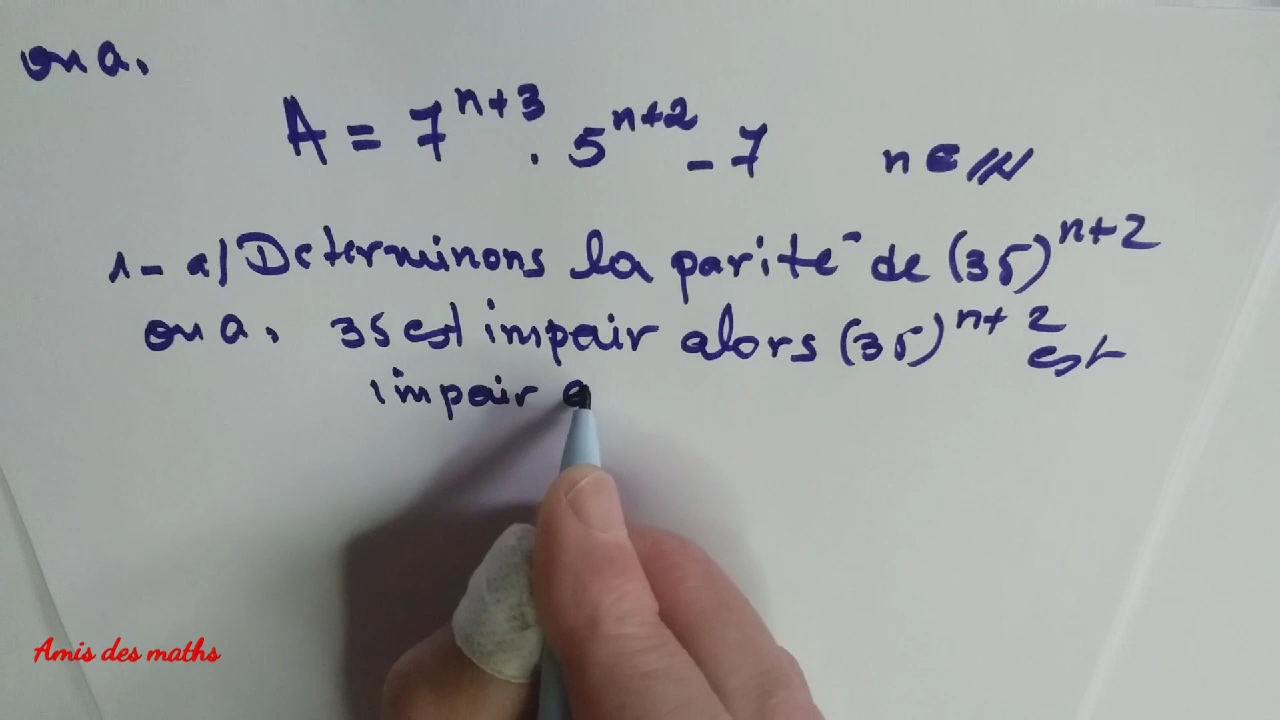 on a.
A = 7^{n+3} . 5^{n+2} - 7 n ∈ ℕ
1- a/ Determinons la parité de (35)^{n+2}
on a. 35 est impair alors (35)^{n+2} est
impair
Amis des maths